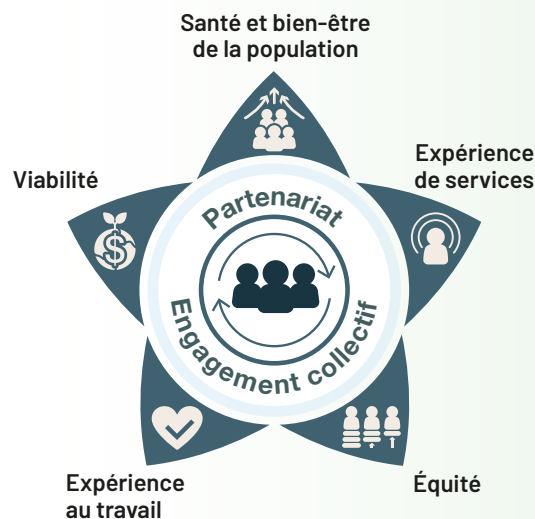 Santé et bien-être
de la population
Viabilité
Expérience
de services
Partenariat
Engagement collectif
$
Expérience
au travail
Équité